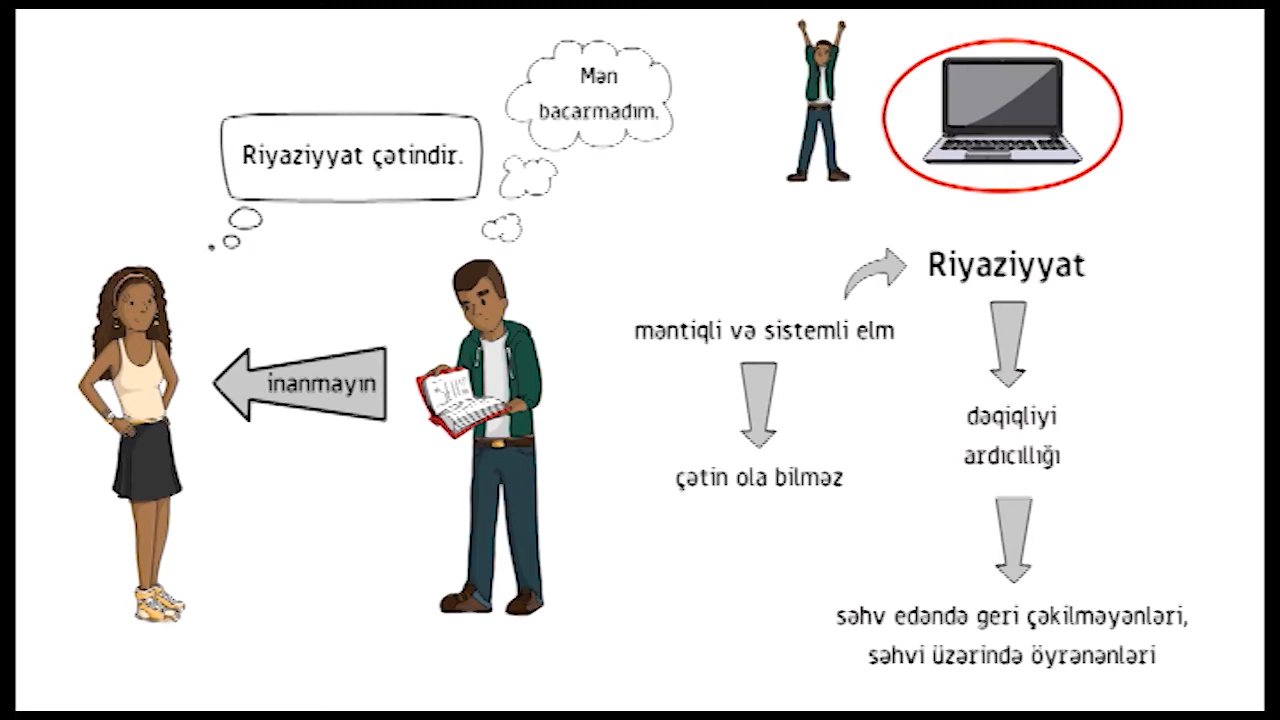 Mən
bacarmadım.
Riyaziyyat çətindir.
inanmayın
Riyaziyyat
məntiqli və sistemli elm
çətin ola bilməz
dəqiqliyi
ardıcıllığı
səhv edəndə geri çəkilməyənləri,
səhvi üzərində öyrənənləri